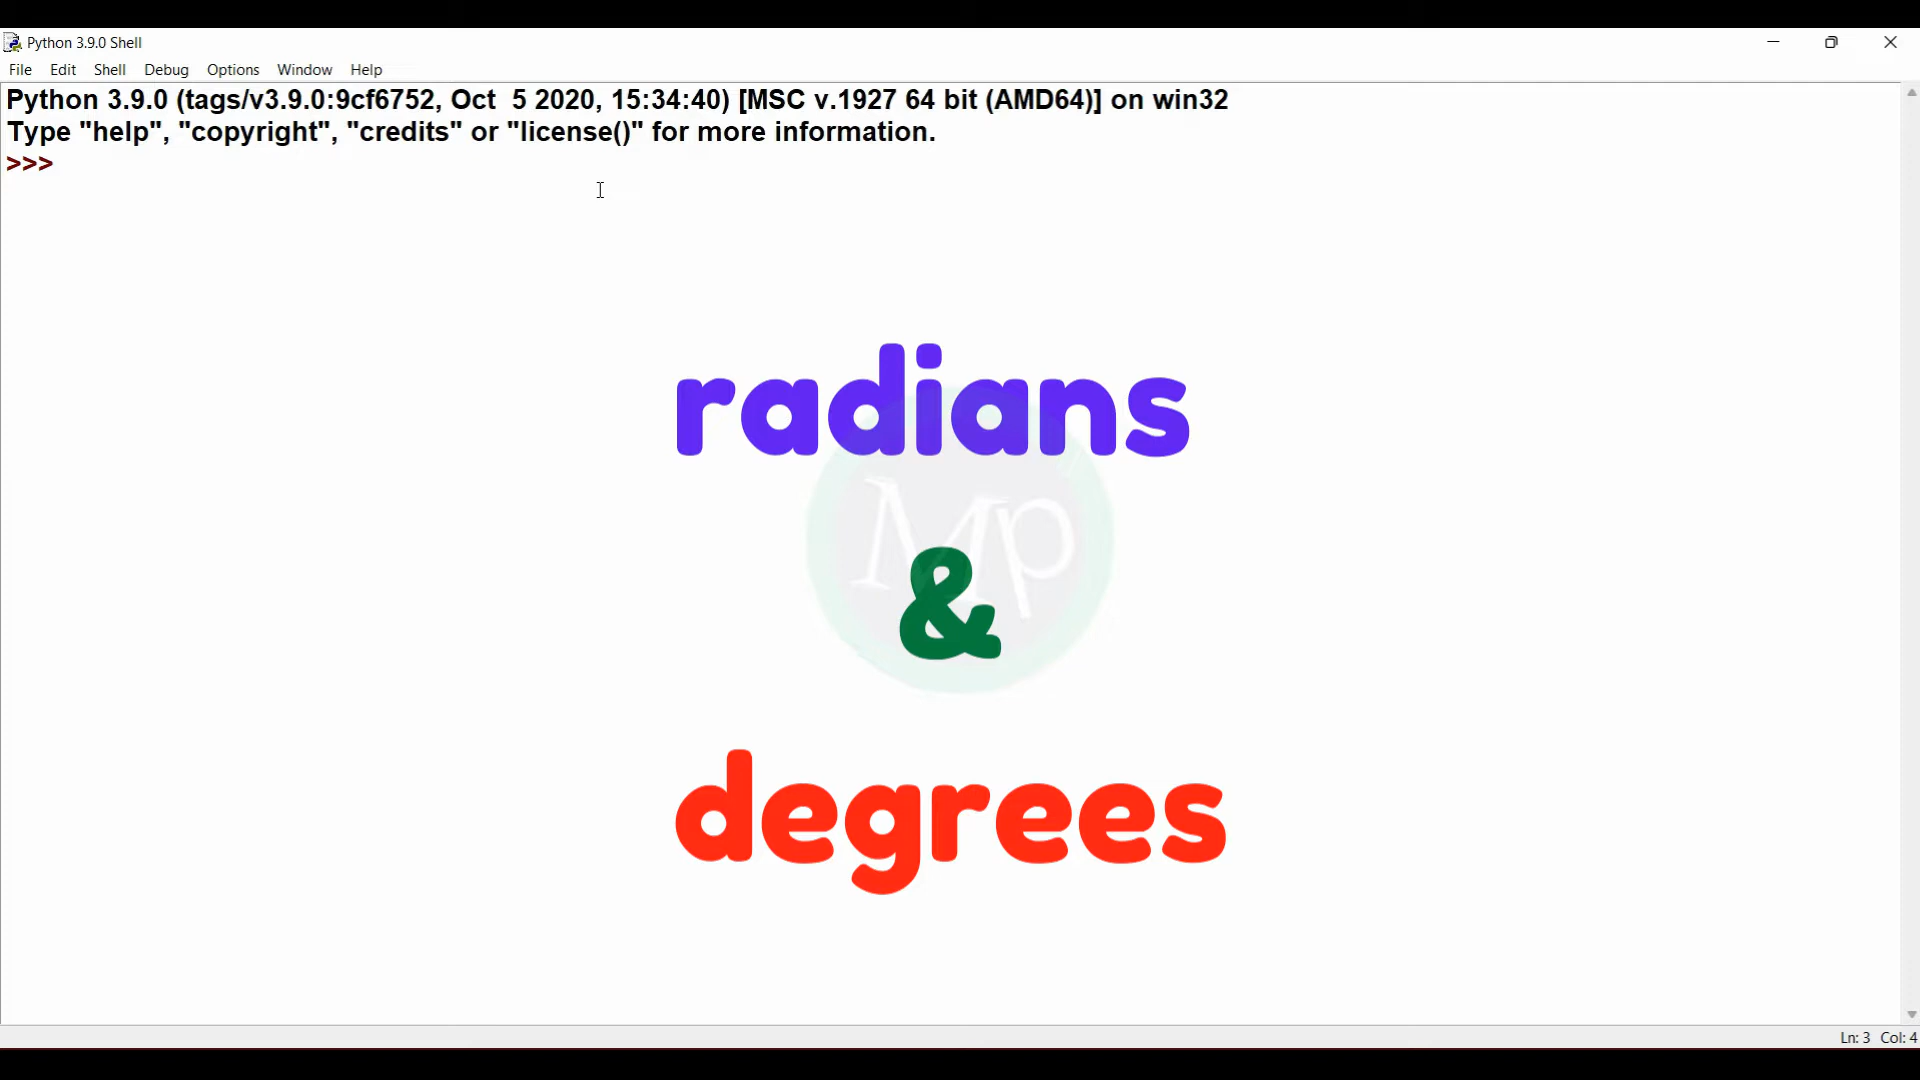 Python 3.9.0 Shell
File Edit Shell Debug Options Window Help
Python 3.9.0 (tags/v3.9.0:9cf6752, Oct  5 2020, 15:34:40) [MSC v.1927 64 bit (AMD64)] on win32
Type "help", "copyright", "credits" or "license()" for more information.
>>>
radians
Mp
&
degrees
Ln: 3 Col: 4